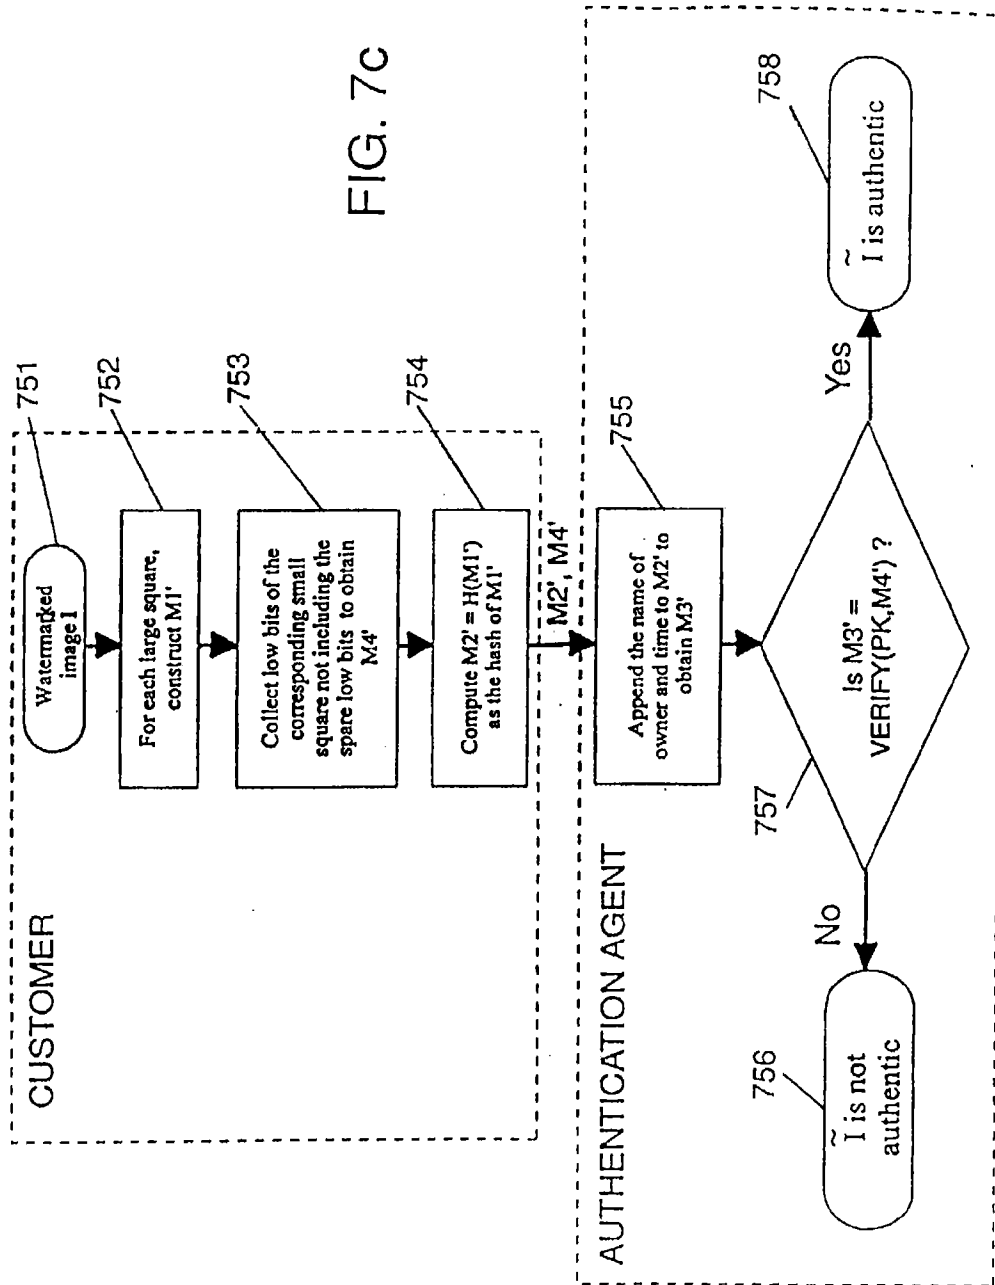 FIG. 7c
CUSTOMER
751
Watermarked
image I
752
For each large square,
construct M1'
753
Collect low bits of the
corresponding small
square not including the
spare low bits to obtain
M4'
754
Compute M2' = H(M1')
as the hash of M1'
M2', M4'
AUTHENTICATION AGENT
755
Append the name of
owner and time to M2' to
obtain M3'
757
Is M3' =
VERIFY(PK,M4') ?
No
Yes
756
Ĩ is not
authentic
758
Ĩ is authentic